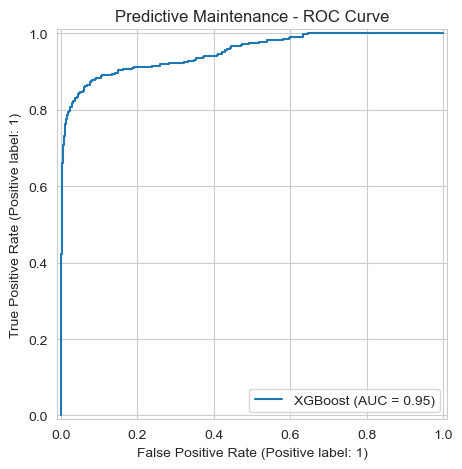 Predictive Maintenance - ROC Curve
1.0
0.8
0.6
0.4
0.2
0.0
True Positive Rate (Positive label: 1)
XGBoost (AUC = 0.95)
0.0 0.2 0.4 0.6 0.8 1.0
False Positive Rate (Positive label: 1)